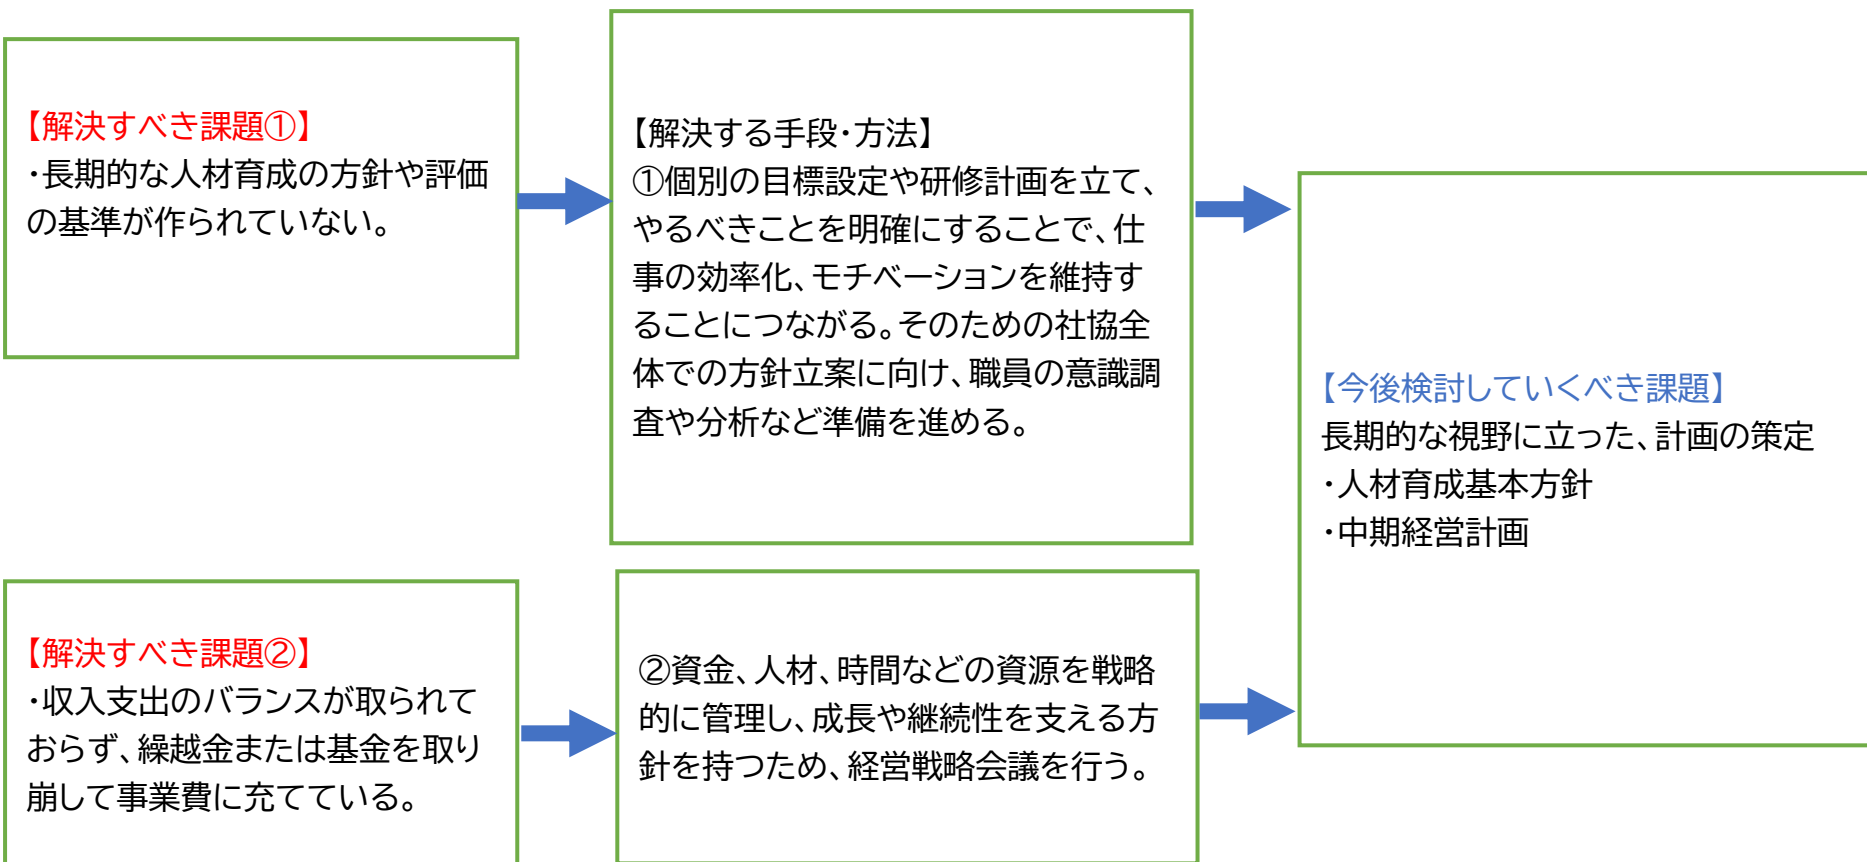 【解決すべき課題①】
・長期的な人材育成の方針や評価
の基準が作られていない。
【解決する手段・方法】
①個別の目標設定や研修計画を立て、
やるべきことを明確にすることで、仕
事の効率化、モチベーションを維持す
ることにつながる。そのための社協全
体での方針立案に向け、職員の意識調
査や分析など準備を進める。
【解決すべき課題②】
・収入支出のバランスが取られて
おらず、繰越金または基金を取り
崩して事業費に充てている。
②資金、人材、時間などの資源を戦略
的に管理し、成長や継続性を支える方
針を持つため、経営戦略会議を行う。
【今後検討していくべき課題】
長期的な視野に立った、計画の策定
・人材育成基本方針
・中期経営計画